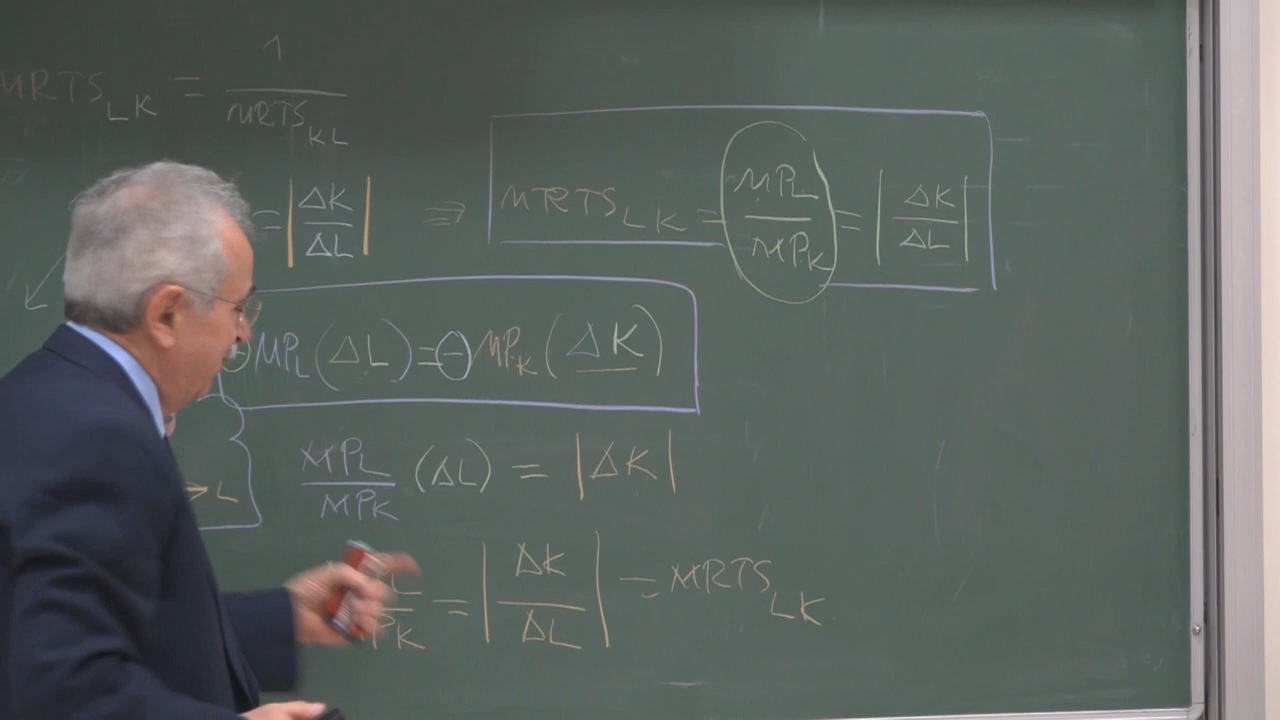 MRTS_LK = 1 / MRTS_KL
= |ΔK / ΔL| ⇒ MRTS_LK = MP_L / MP_K = |ΔK / ΔL|
MP_L (ΔL) = ⊖ MP_K (ΔK)
MP_L / MP_K (ΔL) = |ΔK|
→ L
= |ΔK / ΔL| = MRTS_LK